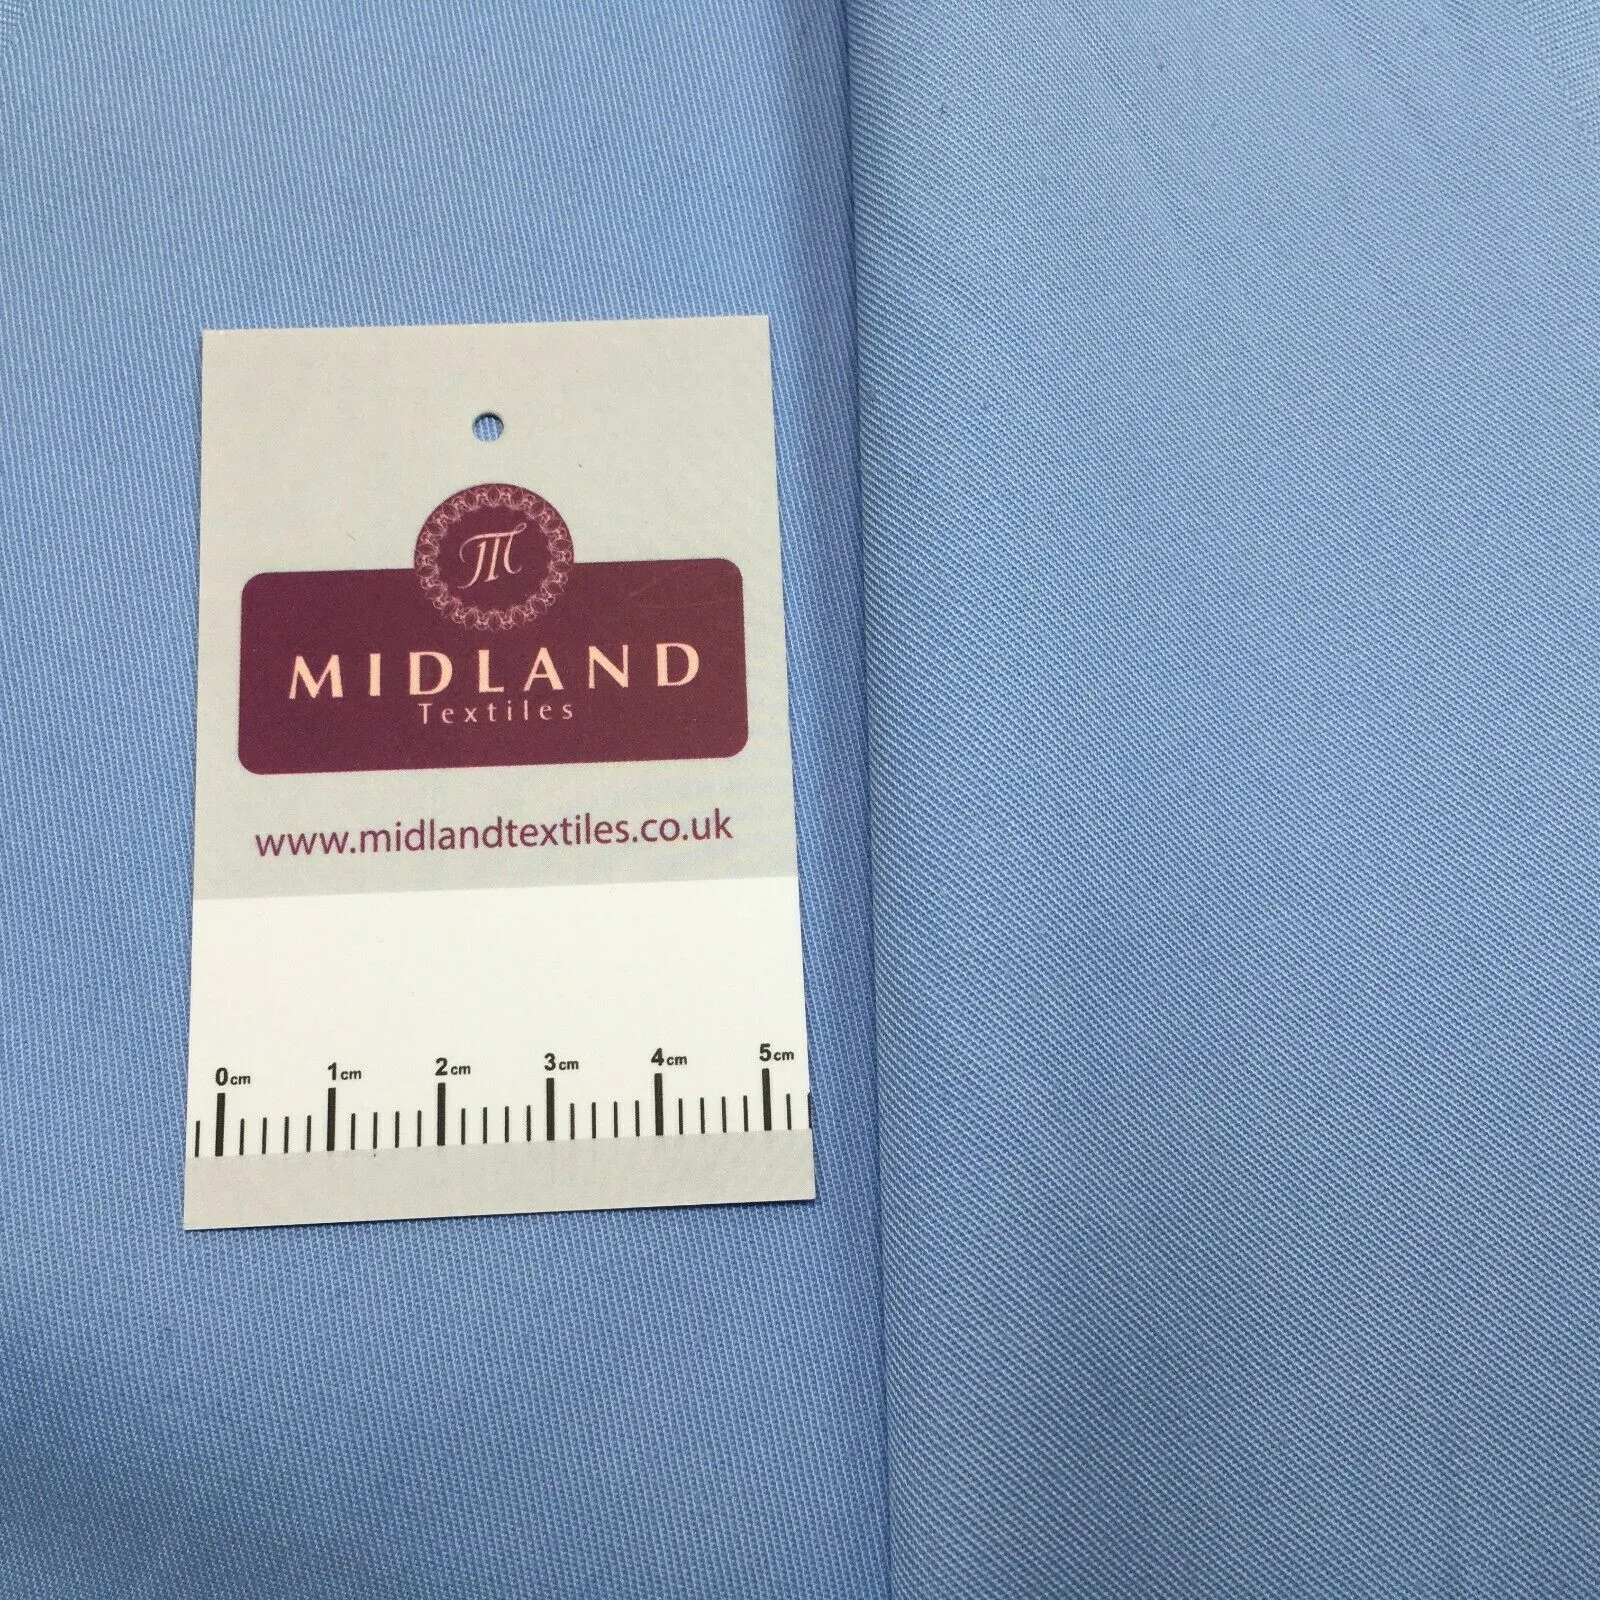 M
MIDLAND
Textiles
www.midlandtextiles.co.uk
0cm 1cm 2cm 3cm 4cm 5cm